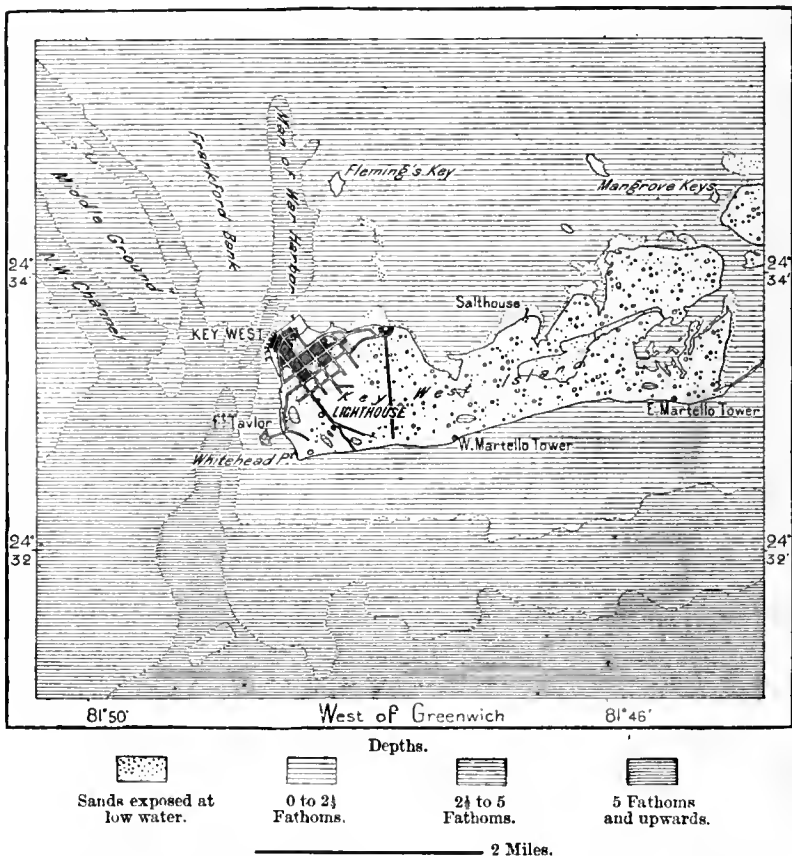 Man of War Harbor
Fleming's Key
Mangrove Keys
Frankford Bank
Middle Ground
N.W. Channel
24°
34'
24°
34'
Salthouse
KEY WEST
Key West Island
LIGHTHOUSE
Ft. Taylor
E. Martello Tower
W. Martello Tower
Whitehead Pt.
24°
32'
24°
32'
81°50' West of Greenwich 81°46'
Depths.
Sands exposed at
low water.
0 to 2½
Fathoms.
2½ to 5
Fathoms.
5 Fathoms
and upwards.
2 Miles.